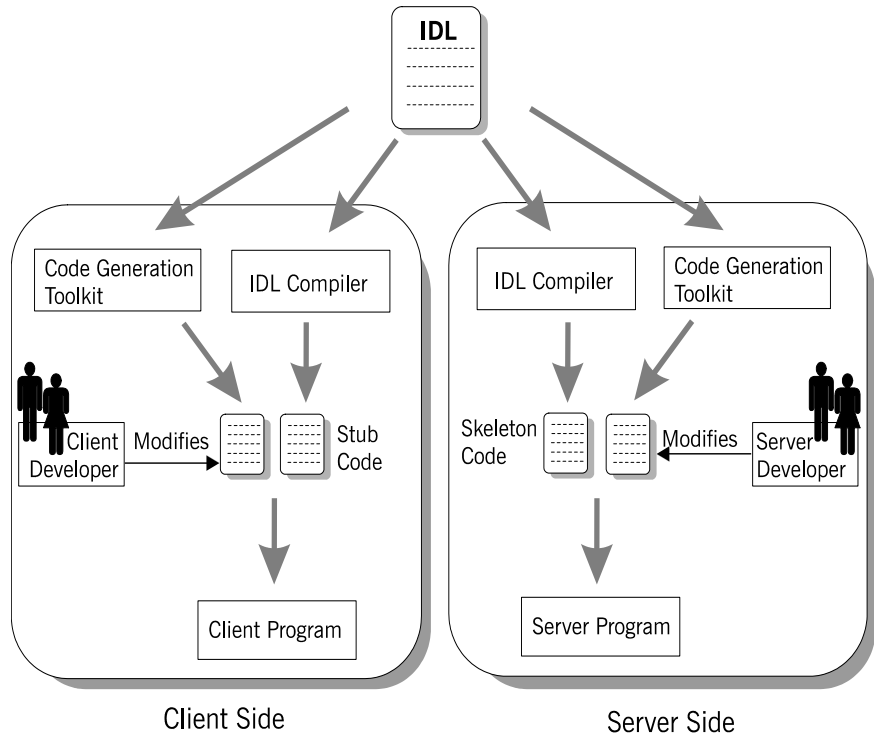 IDL
Code Generation
Toolkit
IDL Compiler
IDL Compiler
Code Generation
Toolkit
Client
Developer
Modifies
Stub
Code
Skeleton
Code
Modifies
Server
Developer
Client Program
Server Program
Client Side
Server Side